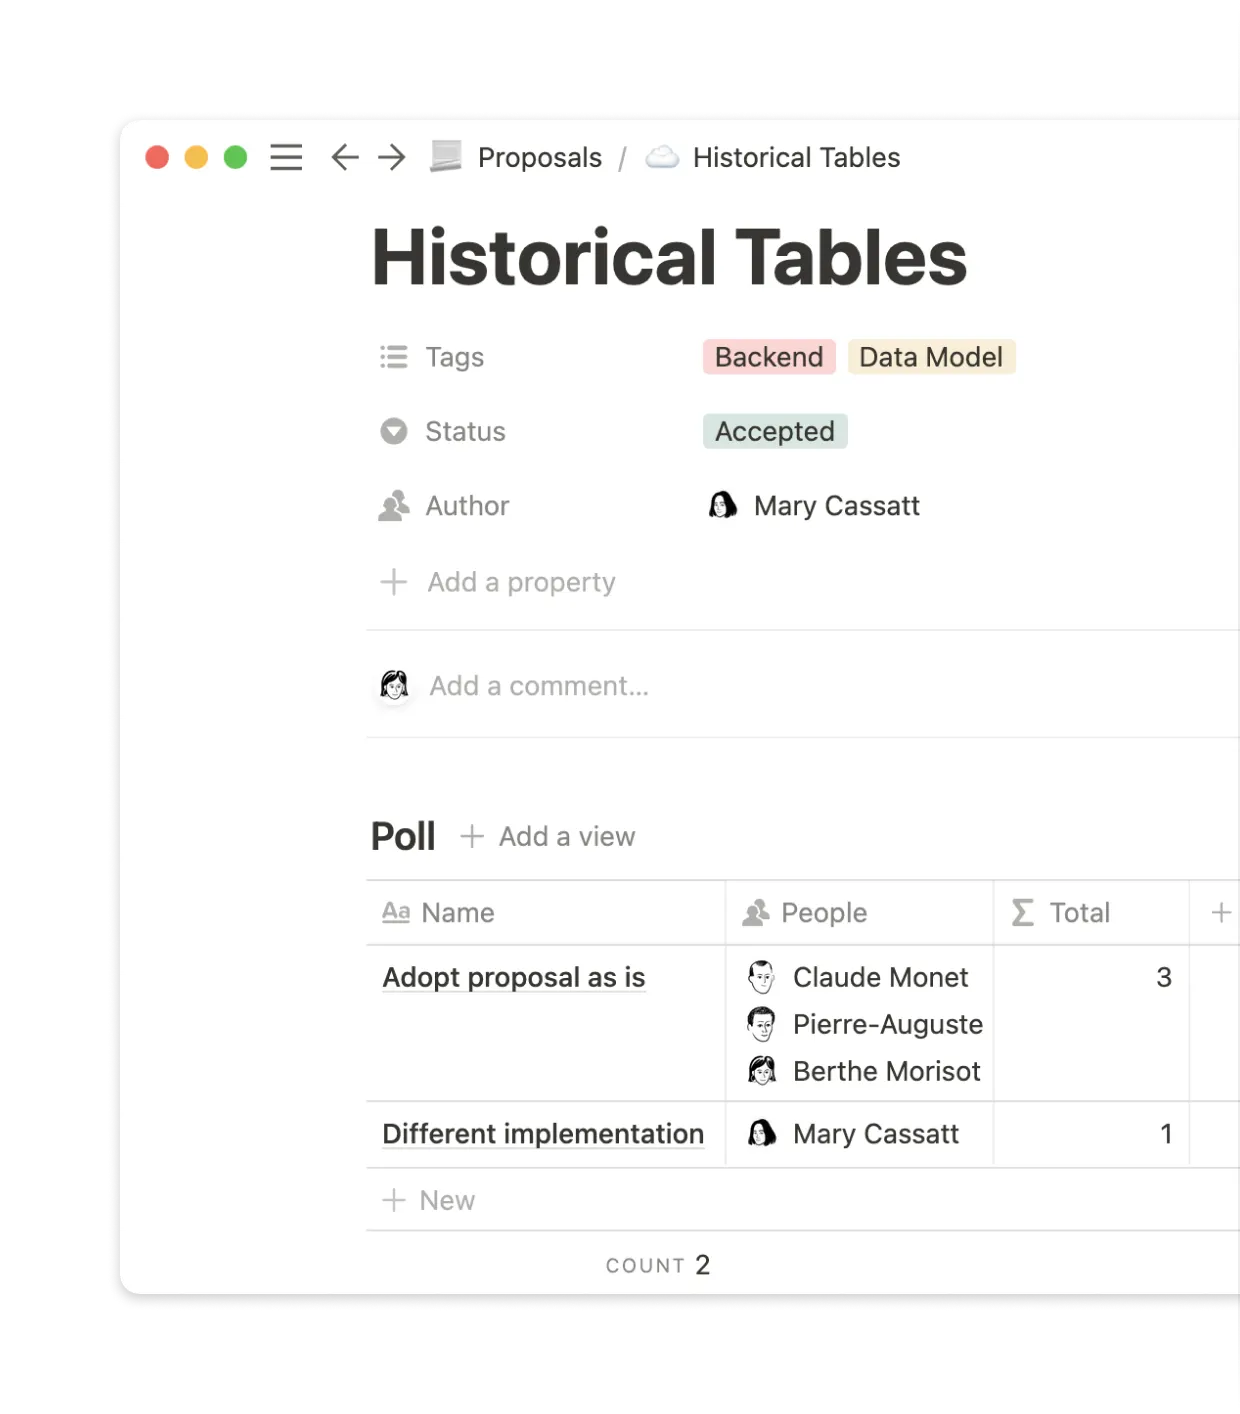 Proposals / Historical Tables
Historical Tables
Tags Backend Data Model
Status Accepted
Author Mary Cassatt
Add a property
Add a comment...
Poll + Add a view
Aa Name People Σ Total +
Adopt proposal as is Claude Monet 3
Pierre-Auguste
Berthe Morisot
Different implementation Mary Cassatt 1
+ New
COUNT 2